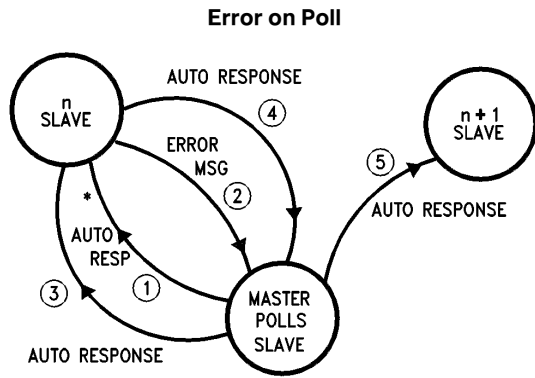 Error on Poll
n
SLAVE
AUTO RESPONSE
4
ERROR
MSG
2
n + 1
SLAVE
5
AUTO RESPONSE
*
AUTO
RESP
1
3
MASTER
POLLS
SLAVE
AUTO RESPONSE